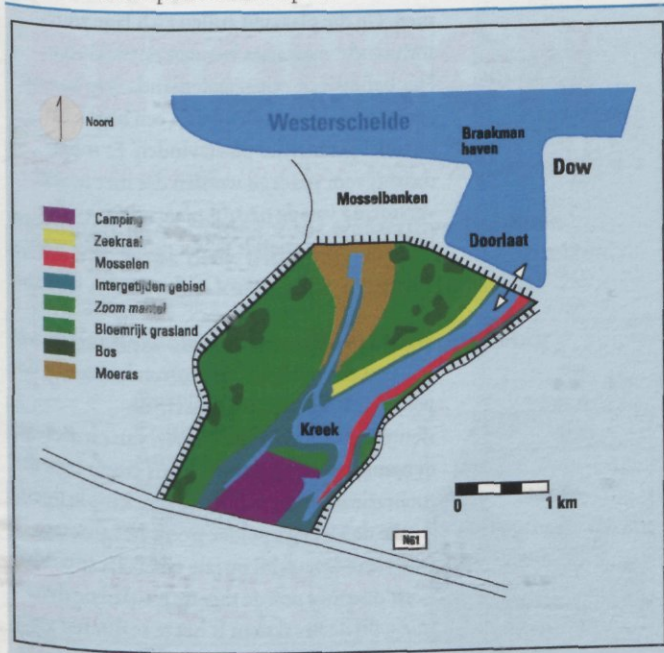 Noord
Westerschelde
Braakman
haven
Dow
Mosselbanken
Doorlaat
Camping
Zeekraal
Mosselen
Intergetijden gebied
Zoom mantel
Bloemrijk grasland
Bos
Moeras
Kreek
0 1 km
N61